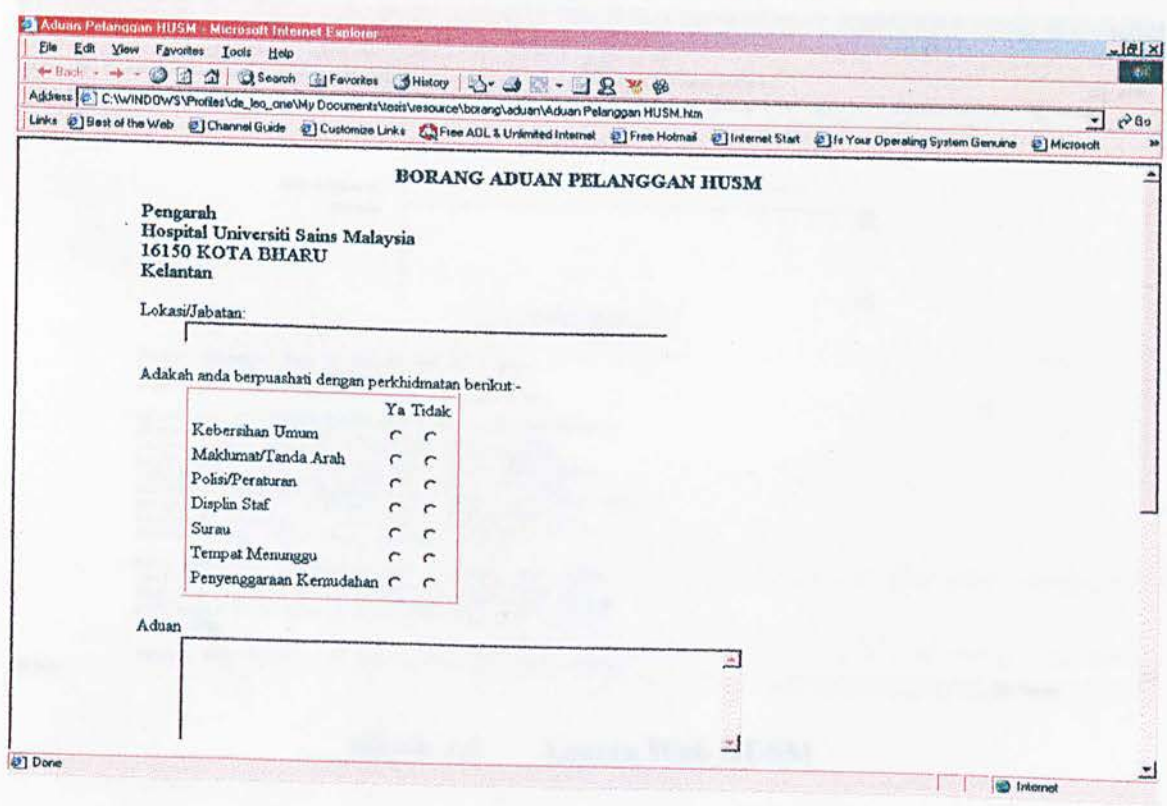 Aduan Pelanggan HUSM - Microsoft Internet Explorer
File Edit View Favorites Tools Help
Back Search Favorites History
Address C:\WINDOWS\Profiles\da_leo_one\My Documents\tesis\resource\borang\aduan\Aduan Pelanggan HUSM.htm Go
Links Best of the Web Channel Guide Customize Links Free AOL & Unlimited Internet Free Hotmail Internet Start Is Your Operating System Genuine Microsoft
BORANG ADUAN PELANGGAN HUSM
Pengarah
Hospital Universiti Sains Malaysia
16150 KOTA BHARU
Kelantan
Lokasi/Jabatan:
Adakah anda berpuashati dengan perkhidmatan berikut:-
Ya Tidak
Kebersihan Umum
Maklumat/Tanda Arah
Polisi/Peraturan
Displin Staf
Surau
Tempat Menunggu
Penyenggaraan Kemudahan
Aduan
Done
Internet